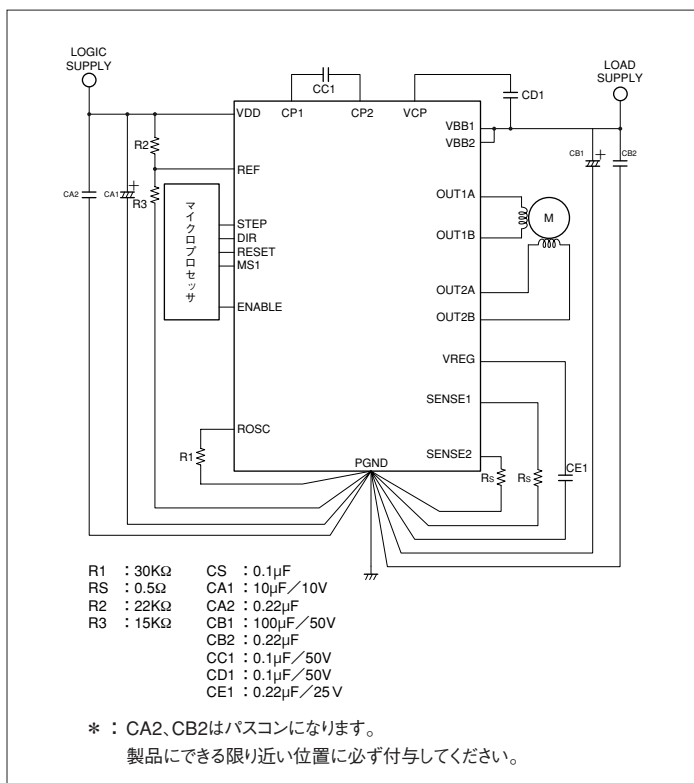 LOGIC
SUPPLY
LOAD
SUPPLY
CC1
CD1
VDD
CP1
CP2
VCP
VBB1
VBB2
R2
REF
CB1
+
CB2
CA2
CA1
+
R3
マイクロプロセッサ
STEP
DIR
RESET
MS1
ENABLE
OUT1A
M
OUT1B
OUT2A
OUT2B
VREG
SENSE1
ROSC
R1
PGND
SENSE2
Rs
Rs
CE1
R1 : 30KΩ CS : 0.1μF
RS : 0.5Ω CA1 : 10μF/10V
R2 : 22KΩ CA2 : 0.22μF
R3 : 15KΩ CB1 : 100μF/50V
CB2 : 0.22μF
CC1 : 0.1μF/50V
CD1 : 0.1μF/50V
CE1 : 0.22μF/25V
*:CA2、CB2はパスコンになります。
製品にできる限り近い位置に必ず付与してください。